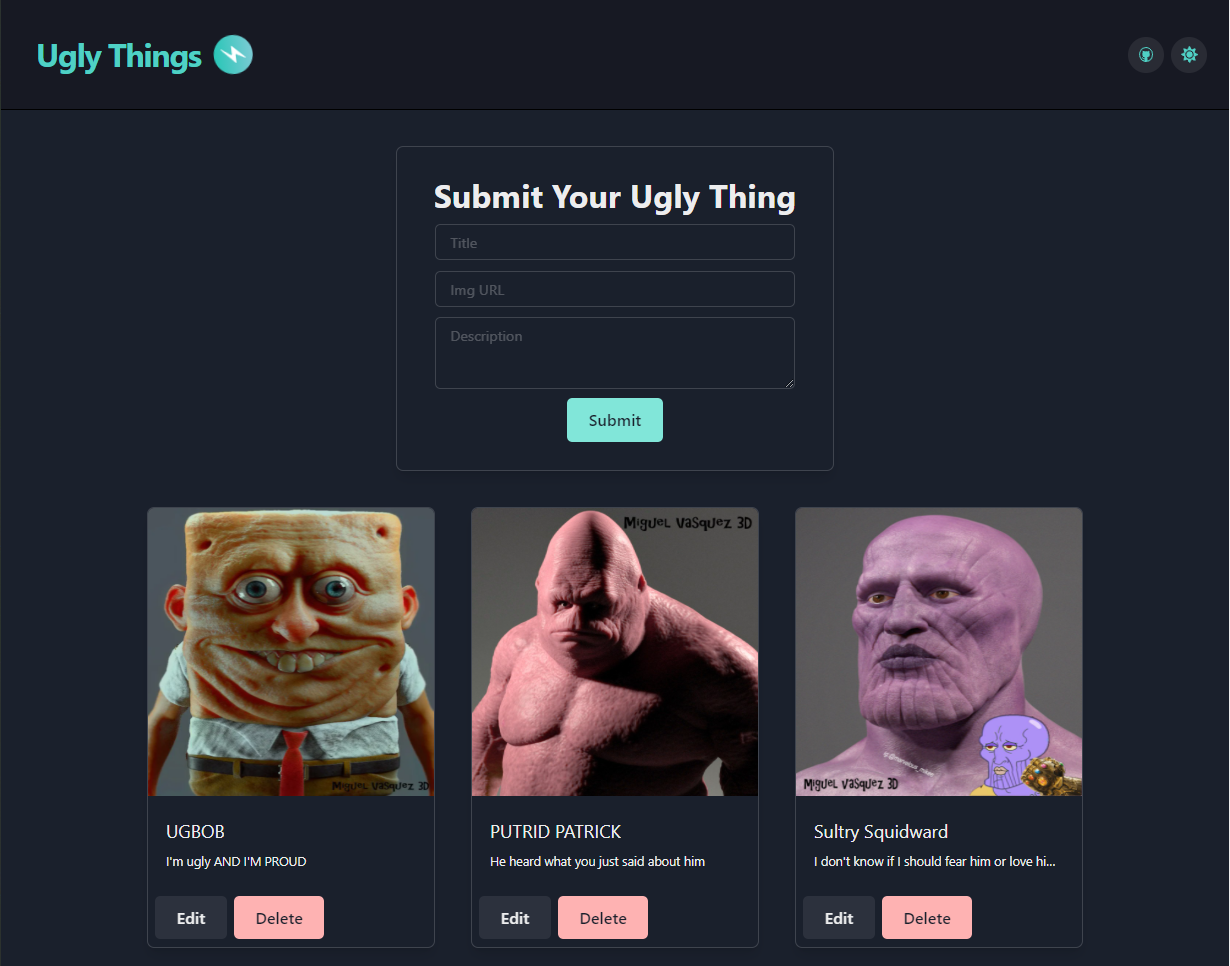 Ugly Things
Submit Your Ugly Thing
Title
Img URL
Description
Submit
Miguel Vasquez 3D
Miguel Vasquez 3D
Miguel Vasquez 3D
UGBOB
PUTRID PATRICK
Sultry Squidward
I'm ugly AND I'M PROUD
He heard what you just said about him
I don't know if I should fear him or love hi...
Edit
Delete
Edit
Delete
Edit
Delete